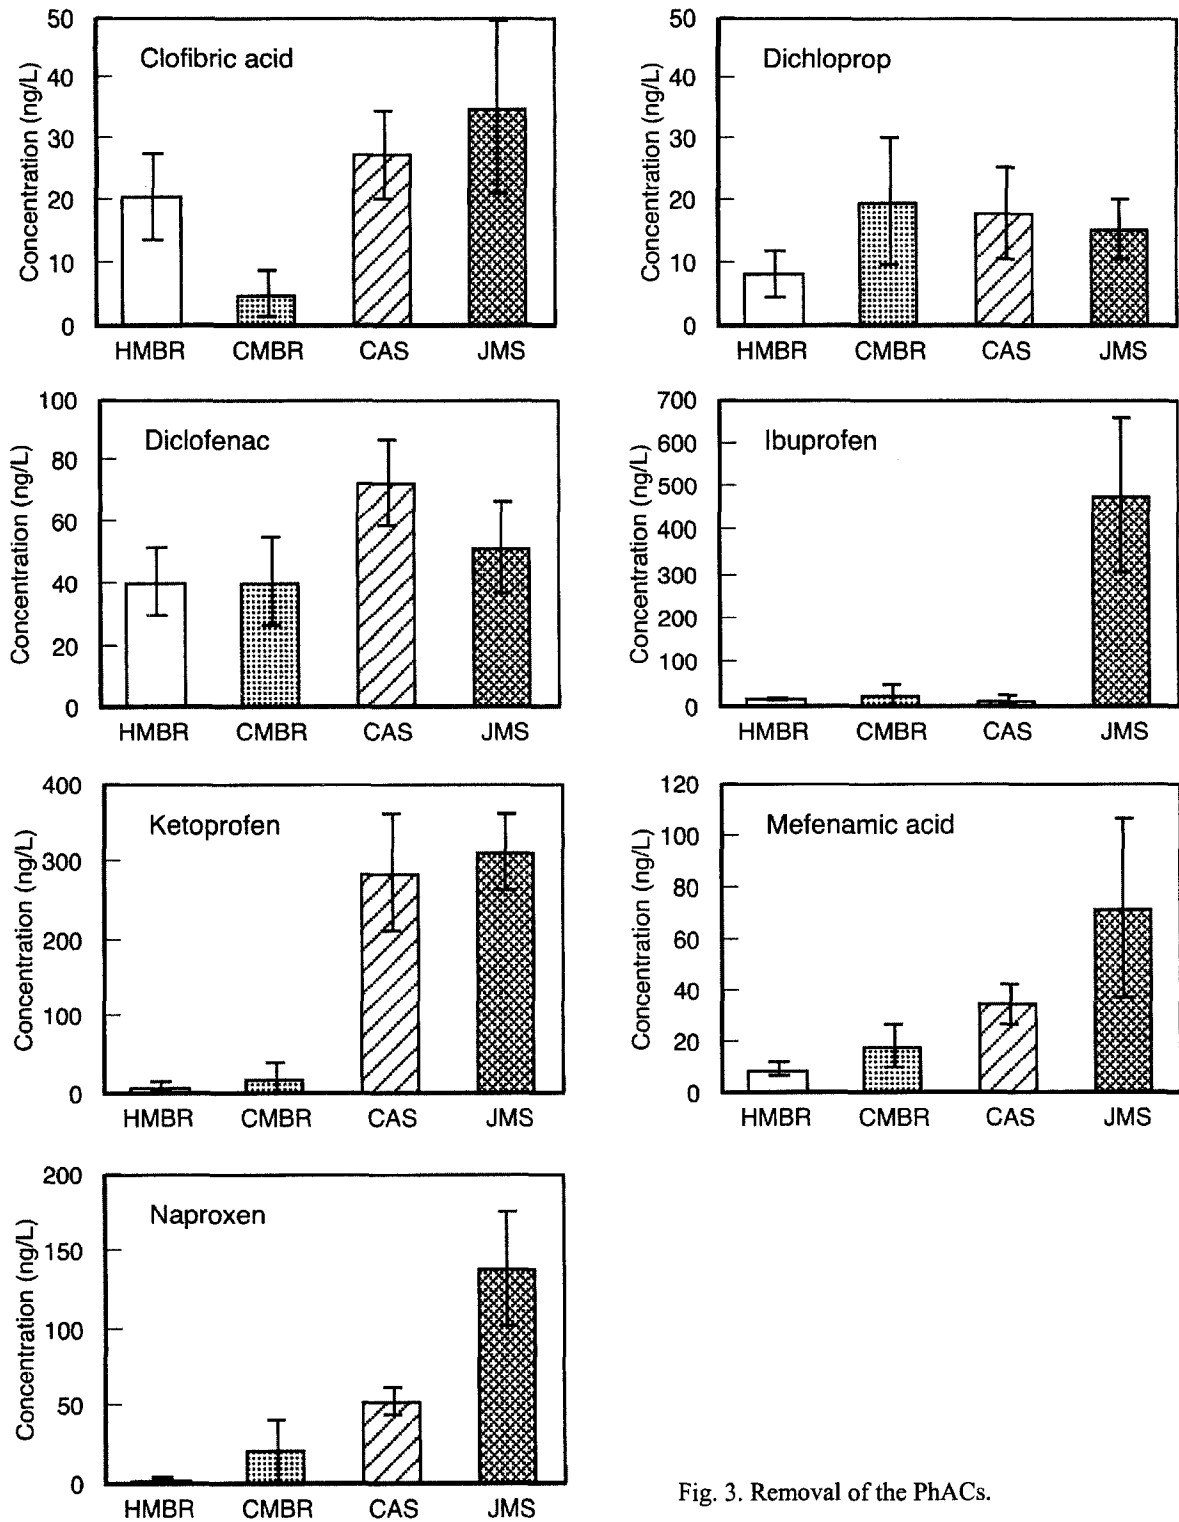 Clofibric acid
Concentration (ng/L)
50
40
30
20
10
0
HMBR CMBR CAS JMS
Dichloprop
Concentration (ng/L)
50
40
30
20
10
0
HMBR CMBR CAS JMS
Diclofenac
Concentration (ng/L)
100
80
60
40
20
0
HMBR CMBR CAS JMS
Ibuprofen
Concentration (ng/L)
700
600
500
400
300
200
100
0
HMBR CMBR CAS JMS
Ketoprofen
Concentration (ng/L)
400
300
200
100
0
HMBR CMBR CAS JMS
Mefenamic acid
Concentration (ng/L)
120
100
80
60
40
20
0
HMBR CMBR CAS JMS
Naproxen
Concentration (ng/L)
200
150
100
50
0
HMBR CMBR CAS JMS
Fig. 3. Removal of the PhACs.